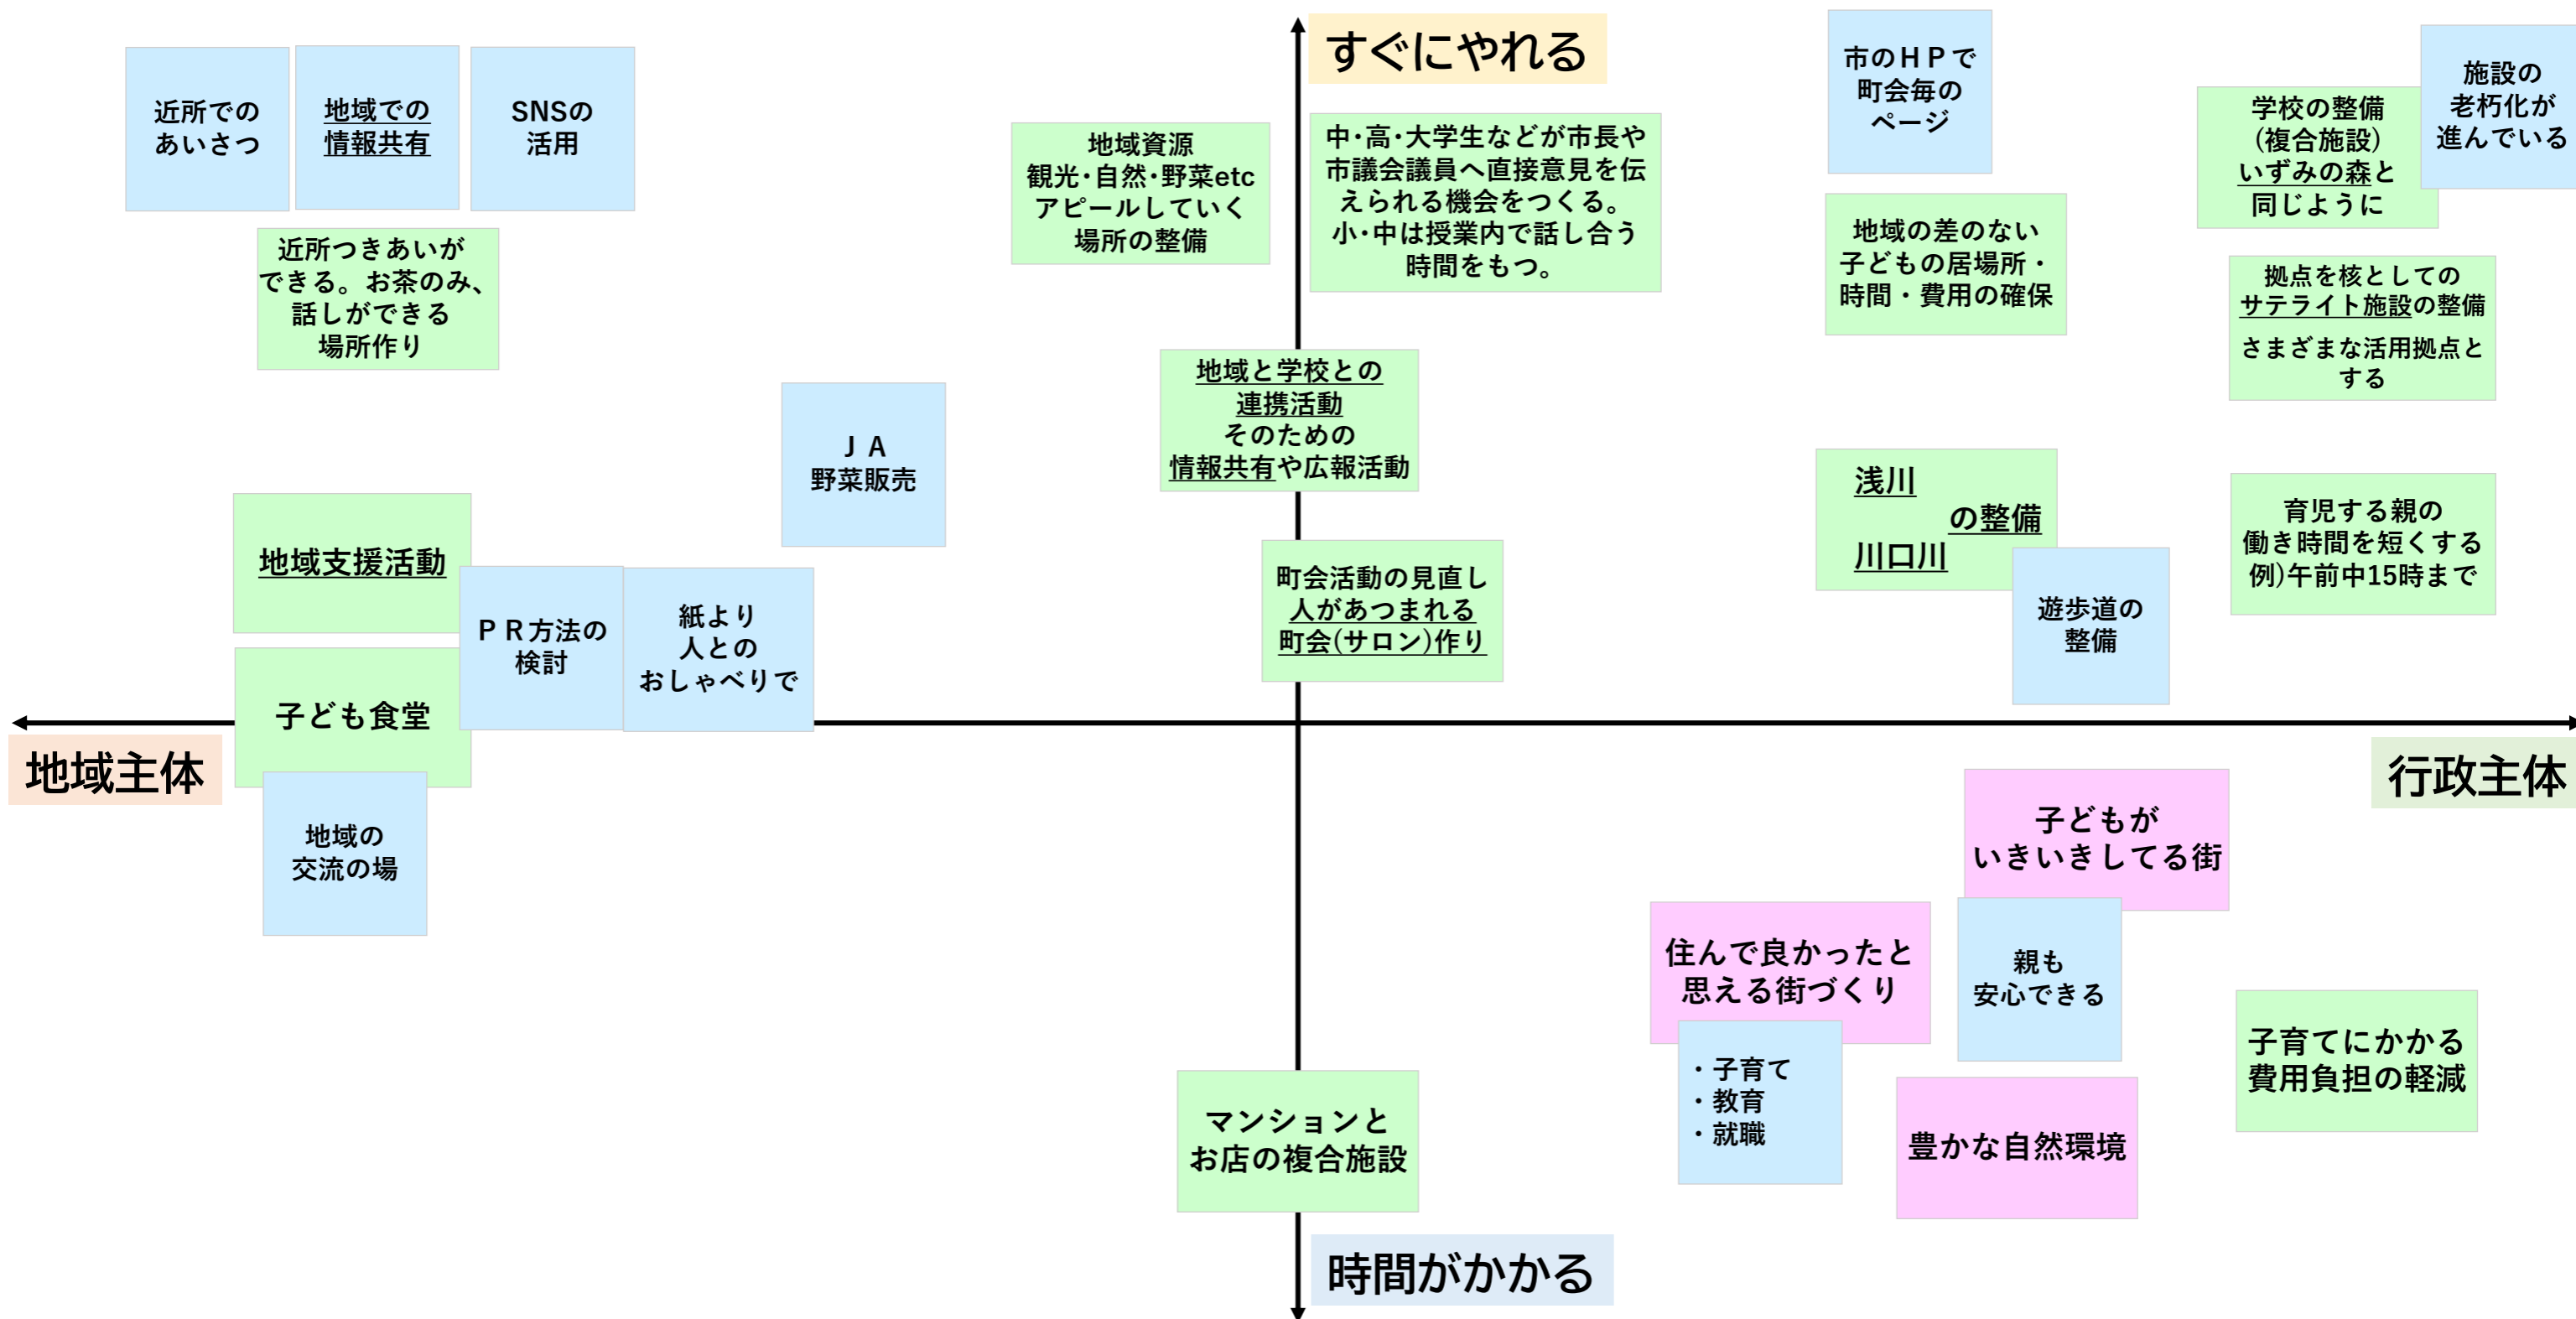 すぐにやれる
近所での
あいさつ
地域での
情報共有
SNSの
活用
近所つきあいが
できる。お茶のみ、
話しができる
場所作り
地域資源
観光・自然・野菜etc
アピールしていく
場所の整備
中・高・大学生などが市長や
市議会議員へ直接意見を伝
えられる機会をつくる。
小・中は授業内で話し合う
時間をもつ。
市のＨＰで
町会毎の
ページ
学校の整備
(複合施設)
いずみの森と
同じように
施設の
老朽化が
進んでいる
地域の差のない
子どもの居場所・
時間・費用の確保
拠点を核としての
サテライト施設の整備
さまざまな活用拠点と
する
地域と学校との
連携活動
そのための
情報共有や広報活動
ＪＡ
野菜販売
浅川
の整備
川口川
遊歩道の
整備
育児する親の
働き時間を短くする
例)午前中15時まで
地域支援活動
ＰＲ方法の
検討
紙より
人との
おしゃべりで
町会活動の見直し
人があつまれる
町会(サロン)作り
子ども食堂
地域主体
行政主体
地域の
交流の場
子どもが
いきいきしてる街
住んで良かったと
思える街づくり
親も
安心できる
・子育て
・教育
・就職
子育てにかかる
費用負担の軽減
豊かな自然環境
マンションと
お店の複合施設
時間がかかる